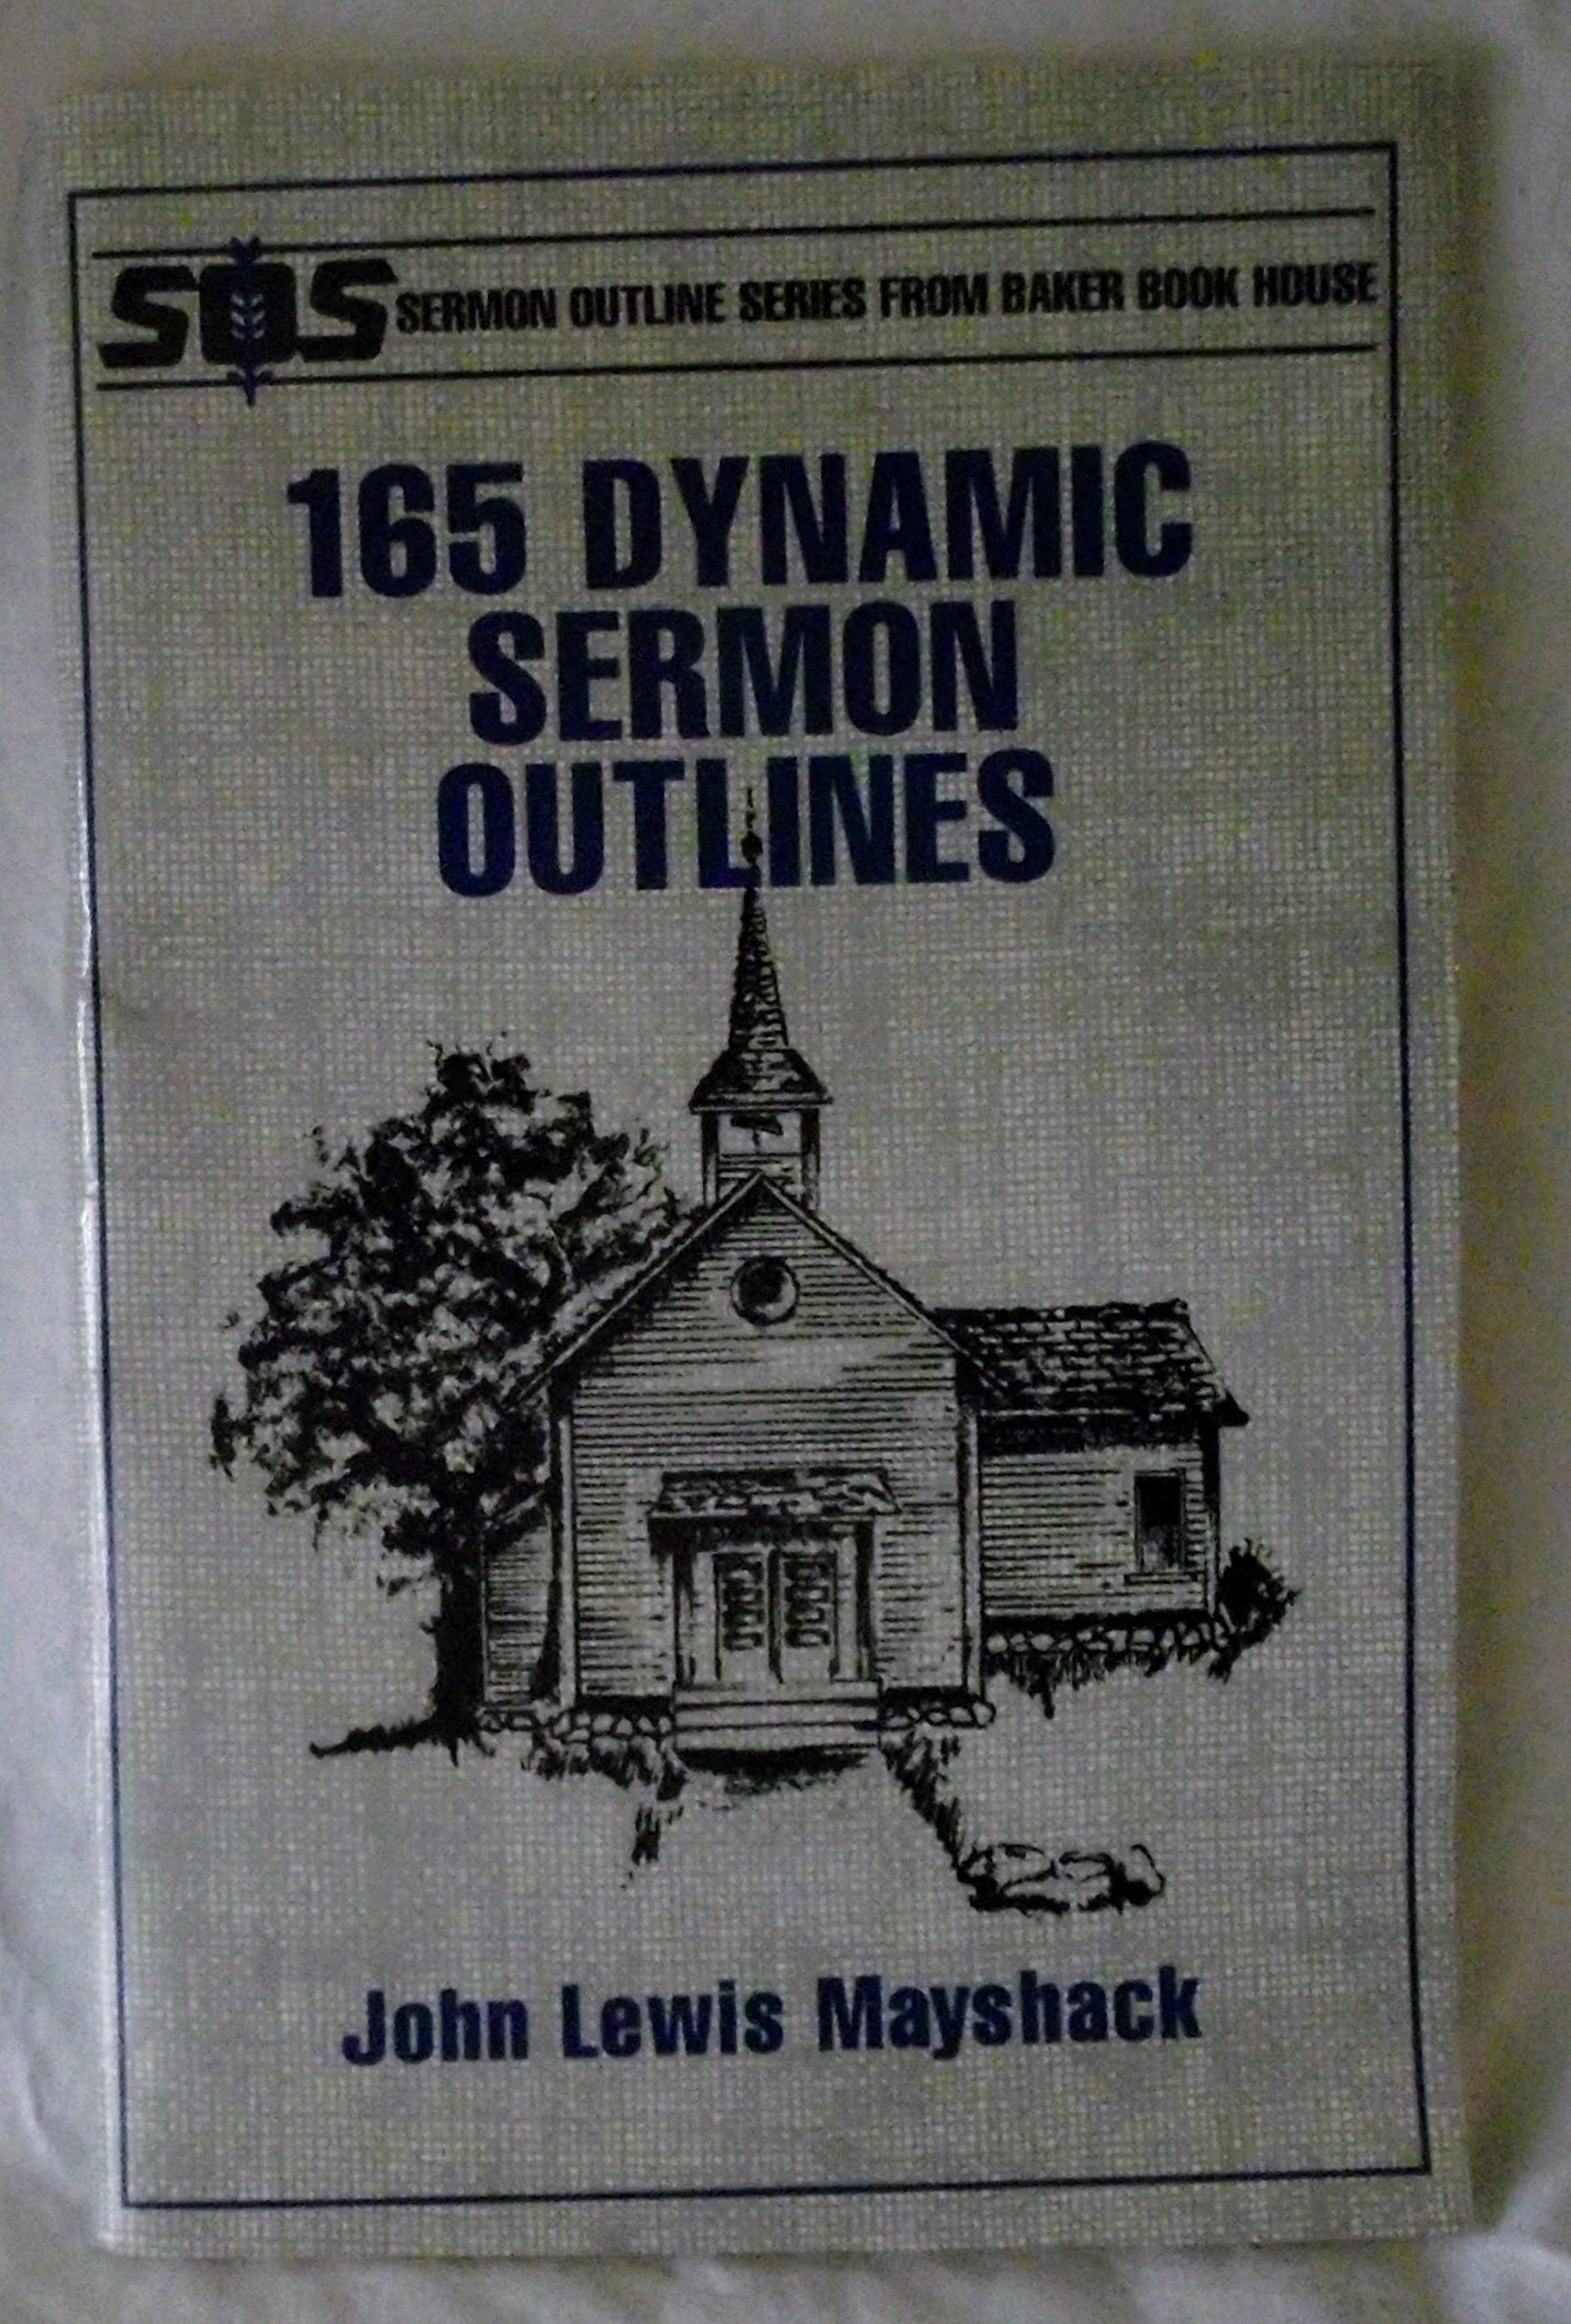 SOS SERMON OUTLINE SERIES FROM BAKER BOOK HOUSE
165 DYNAMIC
SERMON
OUTLINES
John Lewis Mayshack